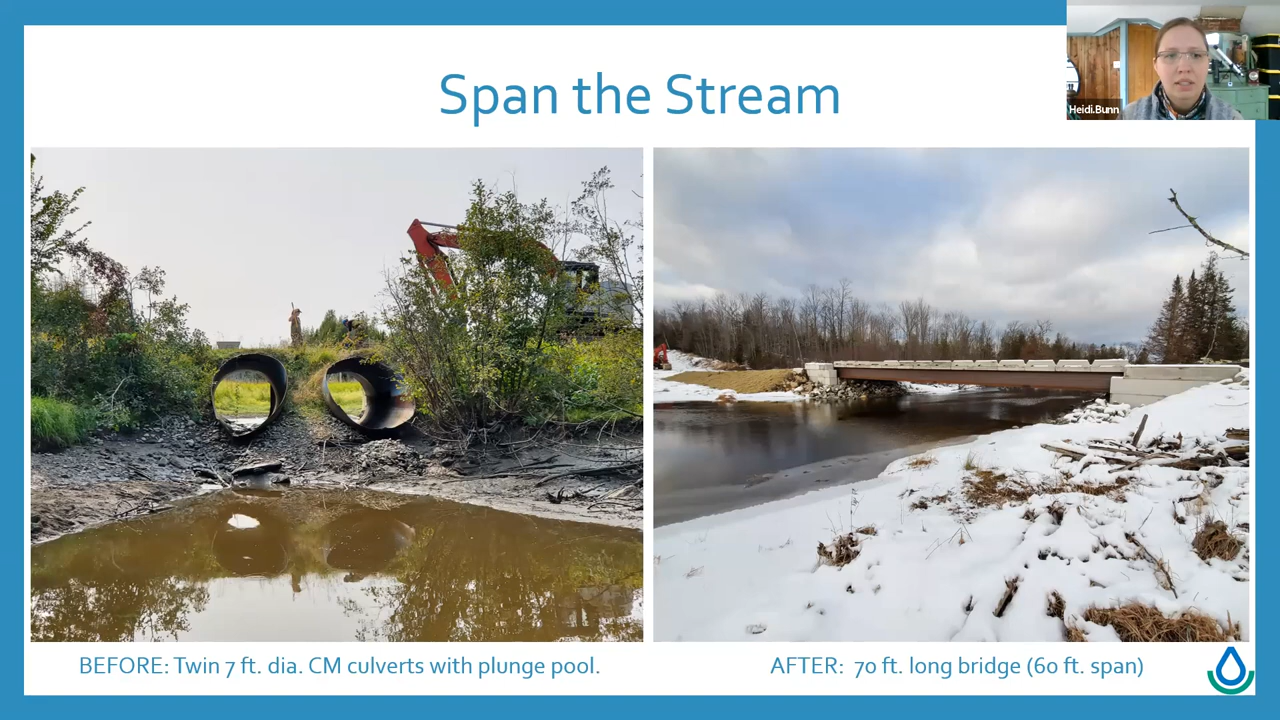 Span the Stream
Heidi.Bunn
BEFORE: Twin 7 ft. dia. CM culverts with plunge pool.
AFTER:  70 ft. long bridge (60 ft. span)